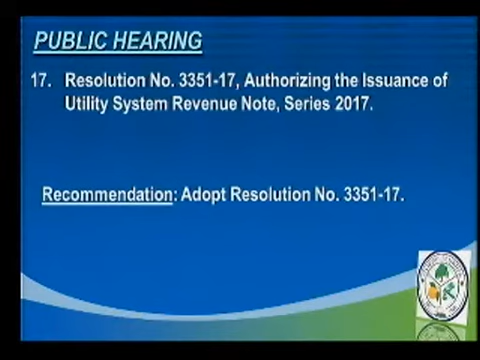 PUBLIC HEARING
17. Resolution No. 3351-17, Authorizing the Issuance of
Utility System Revenue Note, Series 2017.
Recommendation: Adopt Resolution No. 3351-17.